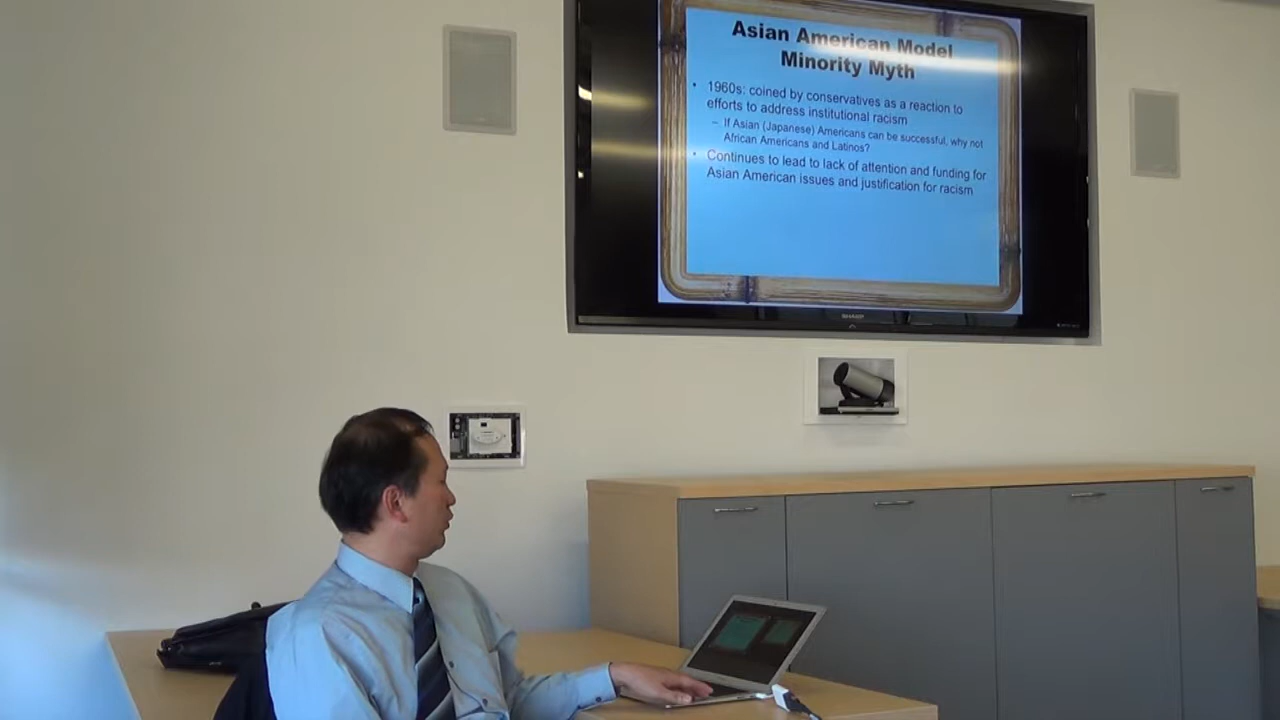 Asian American Model
Minority Myth
• 1960s: coined by conservatives as a reaction to
efforts to address institutional racism
– If Asian (Japanese) Americans can be successful, why not
African Americans and Latinos?
• Continues to lead to lack of attention and funding for
Asian American issues and justification for racism
SHARP